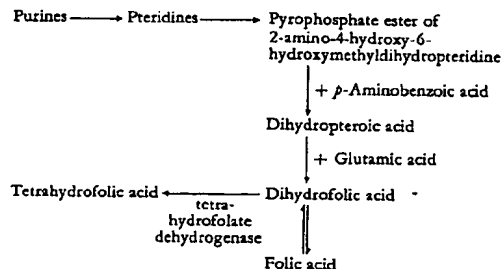 Purines
Pteridines
Pyrophosphate ester of
2-amino-4-hydroxy-6-
hydroxymethyldihydropteridine
+ p-Aminobenzoic acid
Dihydropteroic acid
+ Glutamic acid
Tetrahydrofolic acid
Dihydrofolic acid
tetra-
hydrofolate
dehydrogenase
Folic acid